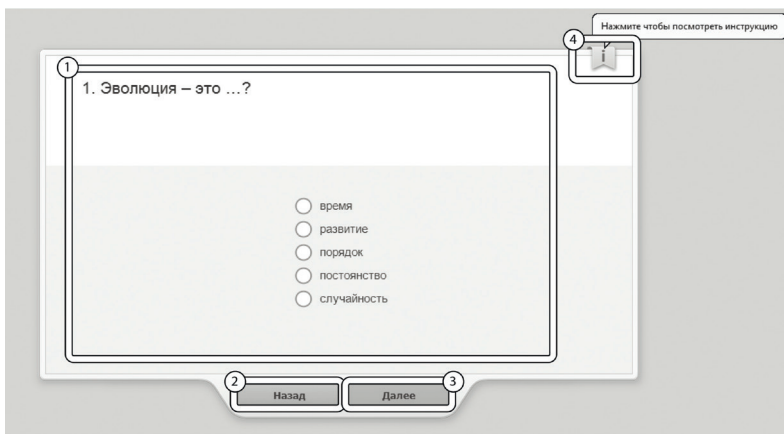 Нажмите чтобы посмотреть инструкцию
4
i
1
1. Эволюция – это ...?
время
развитие
порядок
постоянство
случайность
2
3
Назад
Далее